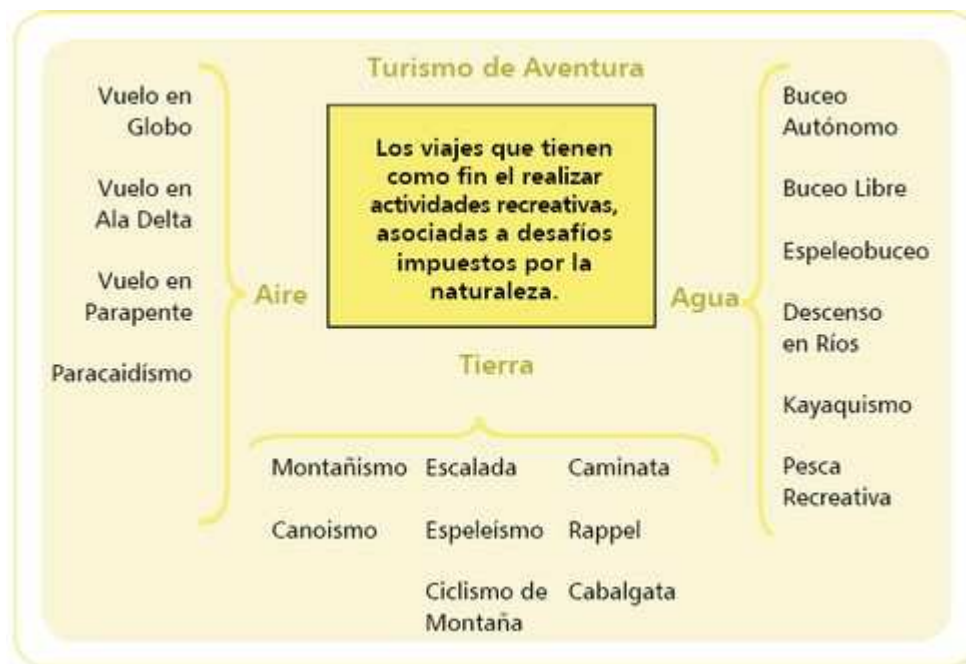 Turismo de Aventura
Los viajes que tienen
como fin el realizar
actividades recreativas,
asociadas a desafíos
impuestos por la
naturaleza.
Aire
Vuelo en
Globo
Vuelo en
Ala Delta
Vuelo en
Parapente
Paracaidísmo
Agua
Buceo
Autónomo
Buceo Libre
Espeleobuceo
Descenso
en Ríos
Kayaquismo
Pesca
Recreativa
Tierra
Montañismo Escalada Caminata
Canoismo Espeleísmo Rappel
Ciclismo de Cabalgata
Montaña